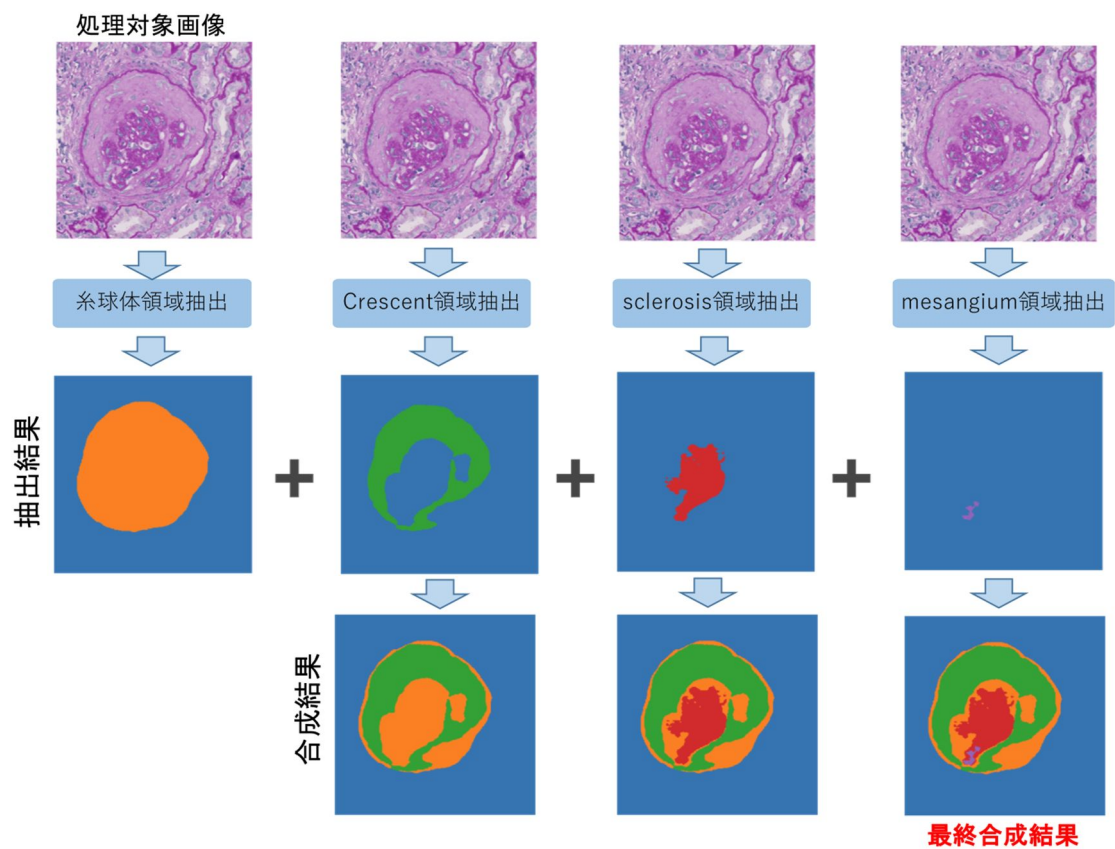 処理対象画像
糸球体領域抽出
Crescent領域抽出
sclerosis領域抽出
mesangium領域抽出
抽出結果
合成結果
最終合成結果